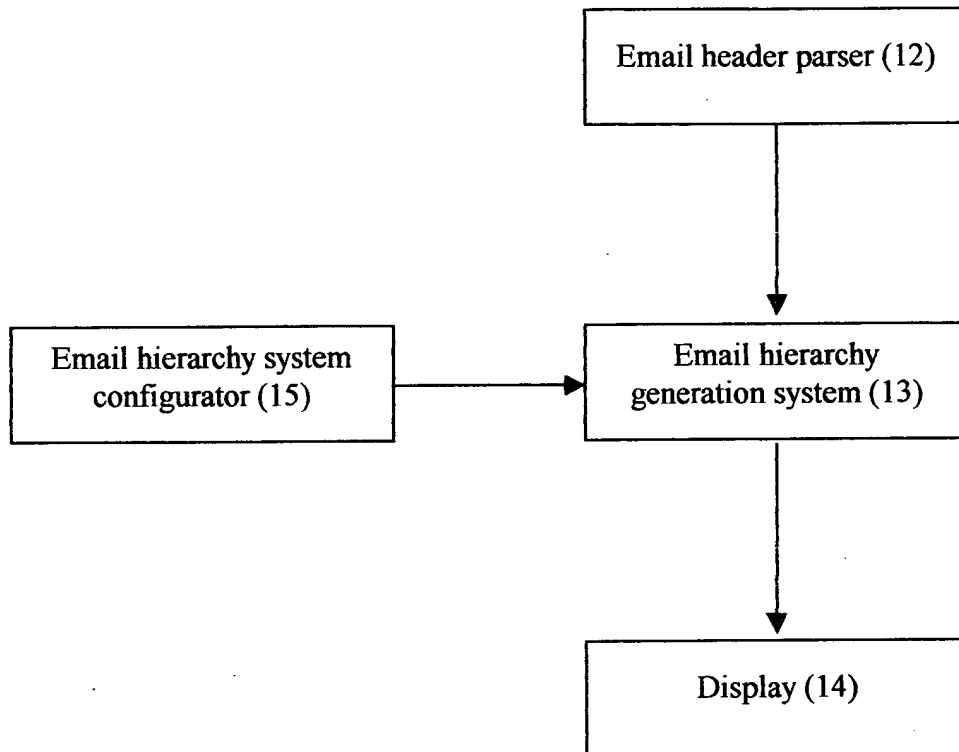 Email header parser (12)
Email hierarchy system
configurator (15)
Email hierarchy
generation system (13)
Display (14)